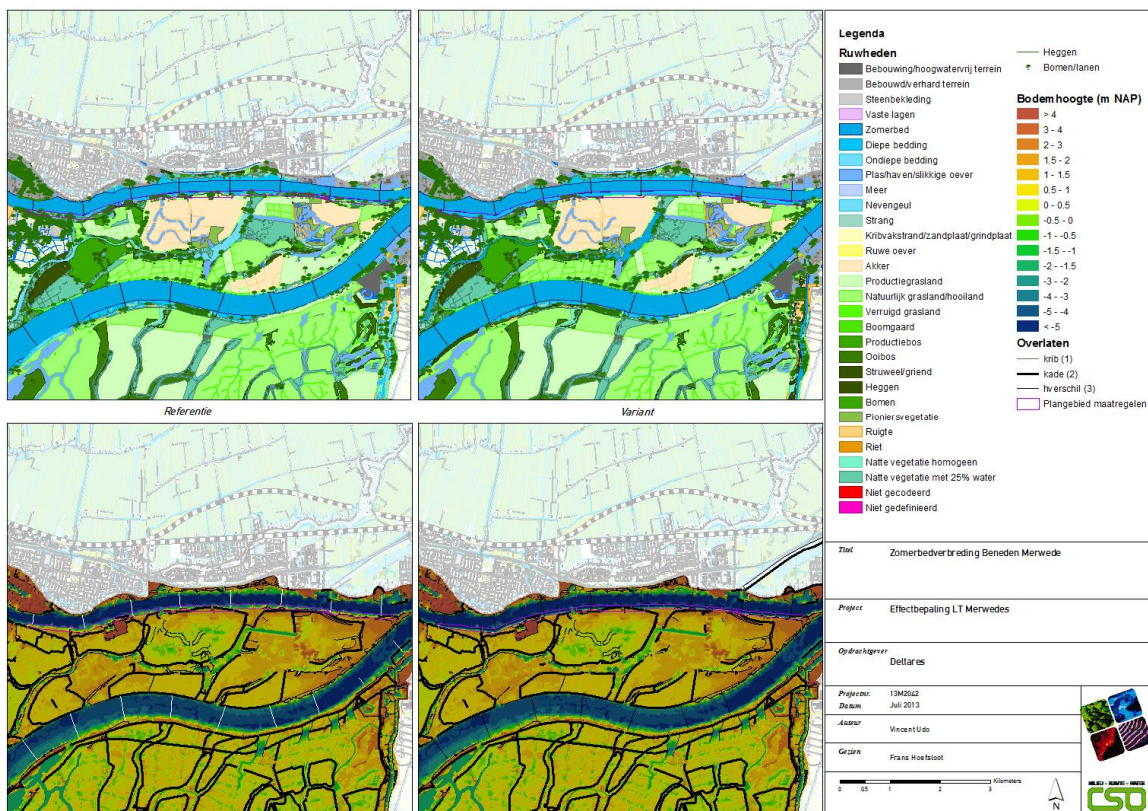 Referentie
Variant
Legenda
Ruwheden
Bebouwing/hoogwatervrij terrein
Bebouwd/verhard terrein
Steenbekleding
Vaste lagen
Zomerbed
Diepe bedding
Ondiepe bedding
Plas/haven/slikkige oever
Meer
Nevengeul
Strang
Kribvakstrand/zandplaat/grindplaat
Ruwe oever
Akker
Productiegrasland
Natuurlijk grasland/hooiland
Verruigd grasland
Boomgaard
Productiebos
Ooibos
Struweel/griend
Heggen
Bomen
Pioniersvegetatie
Ruigte
Riet
Natte vegetatie homogeen
Natte vegetatie met 25% water
Niet gecodeerd
Niet gedefinieerd
Heggen
Bomen/lanen
Bodemhoogte (m NAP)
> 4
3 - 4
2 - 3
1.5 - 2
1 - 1.5
0.5 - 1
0 - 0.5
-0.5 - 0
-1 - -0.5
-1.5 - -1
-2 - -1.5
-3 - -2
-4 - -3
-5 - -4
< -5
Overlaten
krib (1)
kade (2)
hverschil (3)
Plangebied maatregelen
Titel Zomerbedverbreding Beneden Merwede
Project Effectbepaling LT Merwedes
Opdrachtgever
Deltares
Projectnr. 13M2042
Datum Juli 2013
Auteur
Vincent Udo
Gezien
Frans Hoefsloot
Kilometers
0 0.5 1 2 3
N
MILIEU - RUIMTE - WATER
CSO